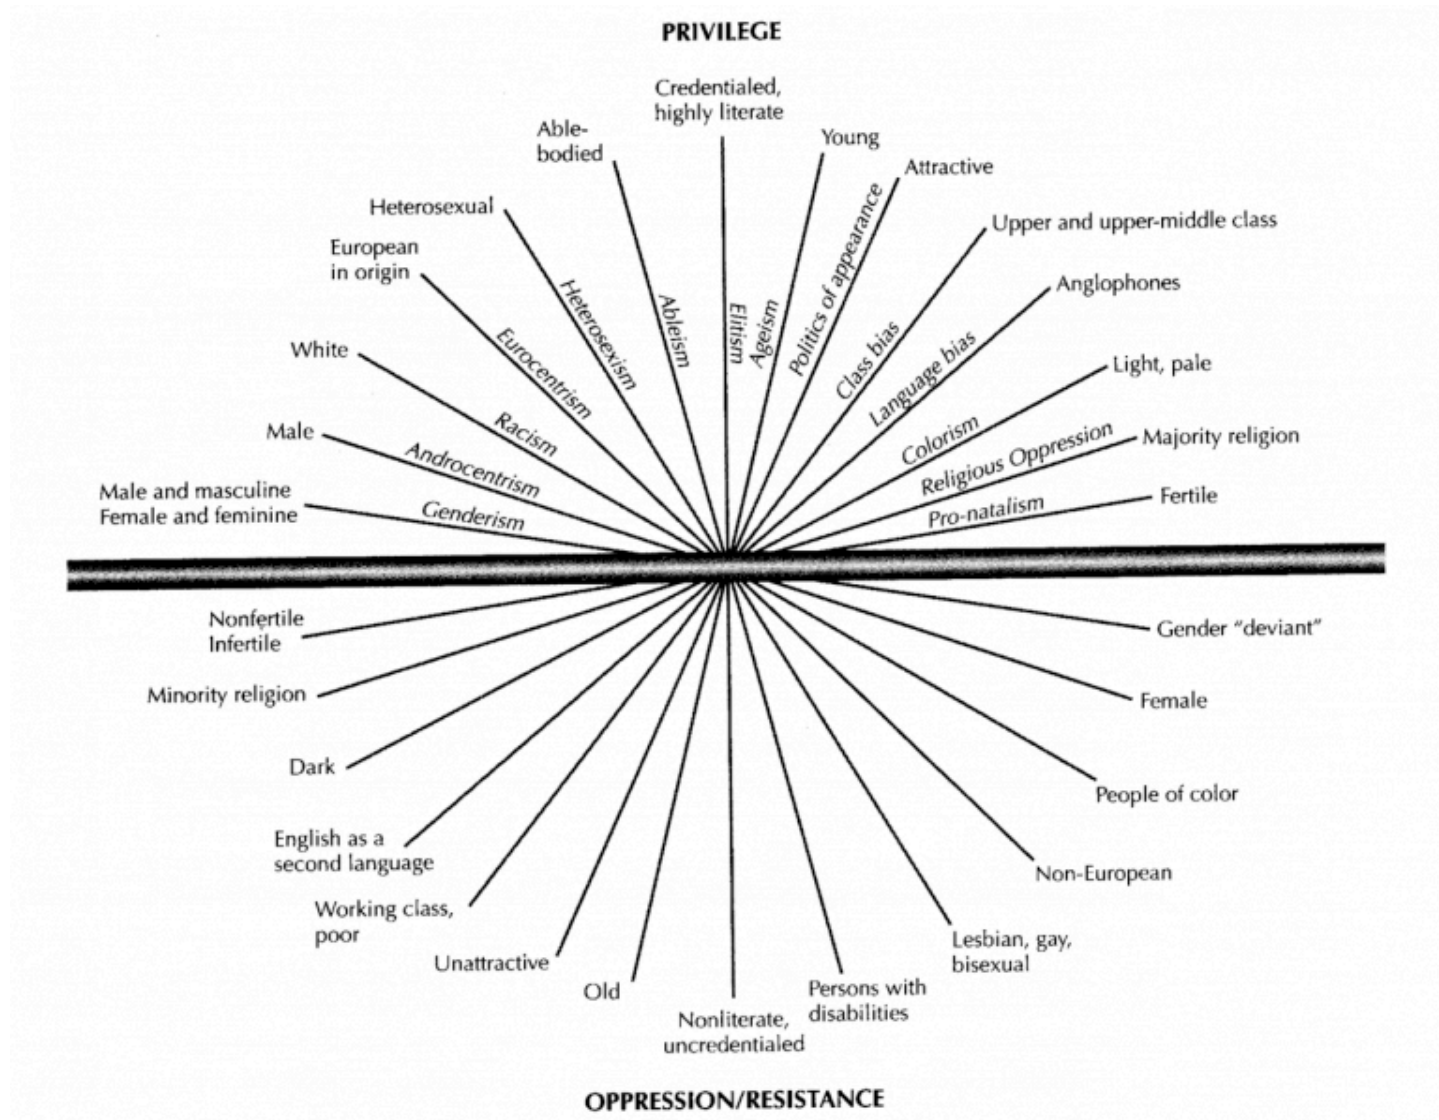 PRIVILEGE
Credentialed,
highly literate
Able-
bodied
Young
Attractive
Heterosexual
Upper and upper-middle class
European
in origin
Anglophones
White
Light, pale
Male
Majority religion
Male and masculine
Female and feminine
Fertile
Genderism
Androcentrism
Racism
Eurocentrism
Heterosexism
Ableism
Elitism
Ageism
Politics of appearance
Class bias
Language bias
Colorism
Religious Oppression
Pro-natalism
Nonfertile
Infertile
Gender “deviant”
Minority religion
Female
Dark
People of color
English as a
second language
Non-European
Working class,
poor
Lesbian, gay,
bisexual
Unattractive
Old
Persons with
disabilities
Nonliterate,
uncredentialed
OPPRESSION/RESISTANCE